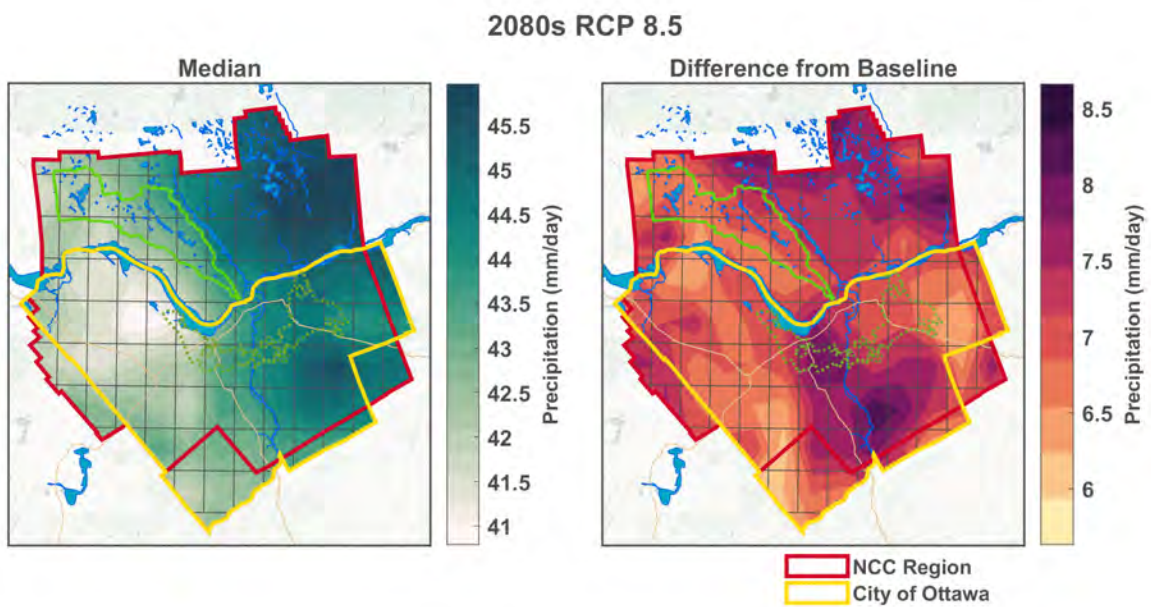 2080s RCP 8.5
Median
Difference from Baseline
45.5
45
44.5
44
43.5
43
42.5
42
41.5
41
Precipitation (mm/day)
8.5
8
7.5
7
6.5
6
Precipitation (mm/day)
NCC Region
City of Ottawa